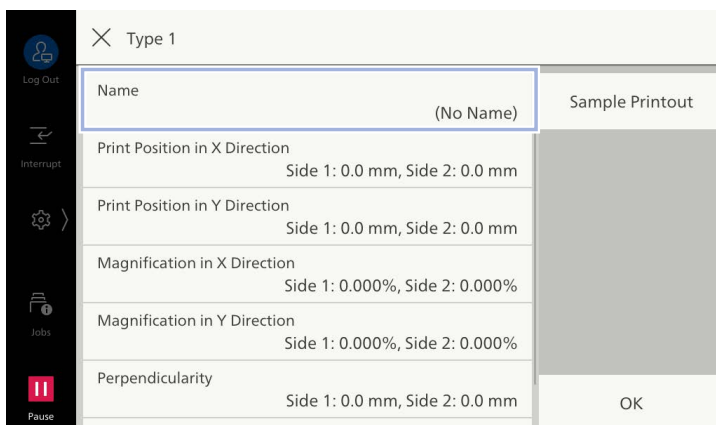 Type 1
Log Out
Interrupt
Jobs
Pause
Name
(No Name)
Print Position in X Direction
Side 1: 0.0 mm, Side 2: 0.0 mm
Print Position in Y Direction
Side 1: 0.0 mm, Side 2: 0.0 mm
Magnification in X Direction
Side 1: 0.000%, Side 2: 0.000%
Magnification in Y Direction
Side 1: 0.000%, Side 2: 0.000%
Perpendicularity
Side 1: 0.0 mm, Side 2: 0.0 mm
Sample Printout
OK